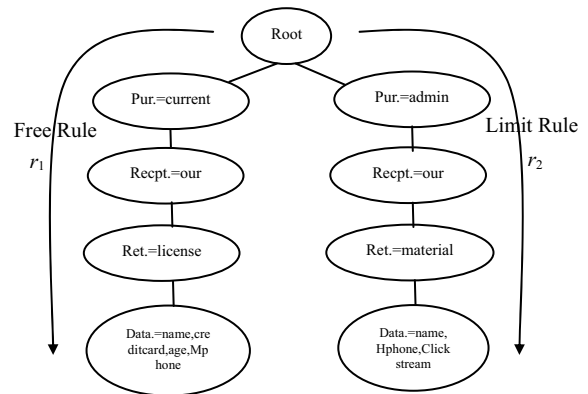 Root
Pur.=current
Pur.=admin
Free Rule
r1
Limit Rule
r2
Recpt.=our
Recpt.=our
Ret.=license
Ret.=material
Data.=name,cre
ditcard,age,Mp
hone
Data.=name,
Hphone,Click
stream